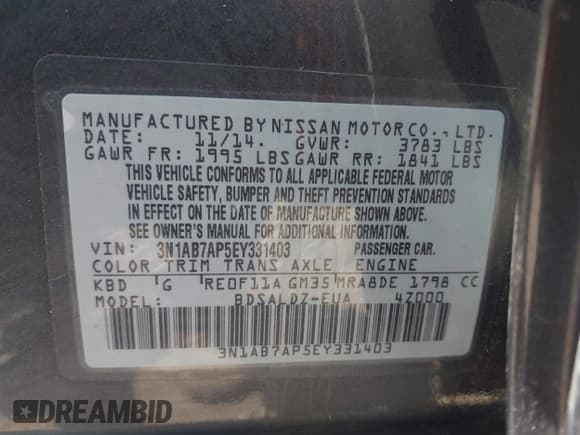 MANUFACTURED BY NISSAN MOTOR CO., LTD.
DATE: 11/14. GVWR: 3783 LBS
GAWR FR: 1995 LBS GAWR RR: 1841 LBS
THIS VEHICLE CONFORMS TO ALL APPLICABLE FEDERAL MOTOR
VEHICLE SAFETY, BUMPER AND THEFT PREVENTION STANDARDS
IN EFFECT ON THE DATE OF MANUFACTURE SHOWN ABOVE.
SEE OWNER'S MANUAL FOR ADDITIONAL INFORMATION.
VIN: 3N1AB7AP5EY331403 PASSENGER CAR.
COLOR TRIM TRANS AXLE ENGINE
KBD G RE0F11A GM35 MRA8DE 1798 CC
MODEL: BDSALDZ-EUA 4Z000
3N1AB7AP5EY331403
DREAMBID